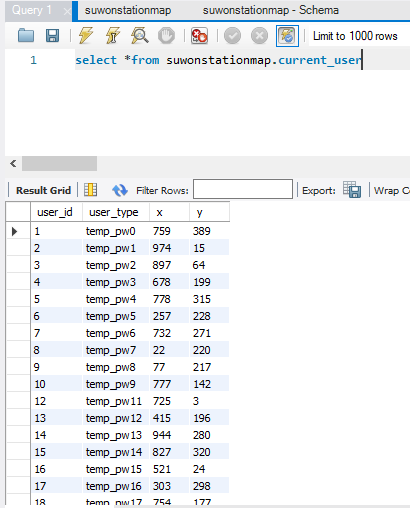 Query 1 suwonstationmap suwonstationmap - Schema
Limit to 1000 rows
1 select *from suwonstationmap.current_user
Result Grid Filter Rows: Export: Wrap C
user_id user_type x y
1 temp_pw0 759 389
2 temp_pw1 974 15
3 temp_pw2 897 64
4 temp_pw3 678 199
5 temp_pw4 778 315
6 temp_pw5 257 228
7 temp_pw6 732 271
8 temp_pw7 22 220
9 temp_pw8 77 217
10 temp_pw9 777 142
12 temp_pw11 725 3
13 temp_pw12 415 196
14 temp_pw13 944 280
15 temp_pw14 827 320
16 temp_pw15 521 24
17 temp_pw16 303 298
18 temp_pw17 754 177